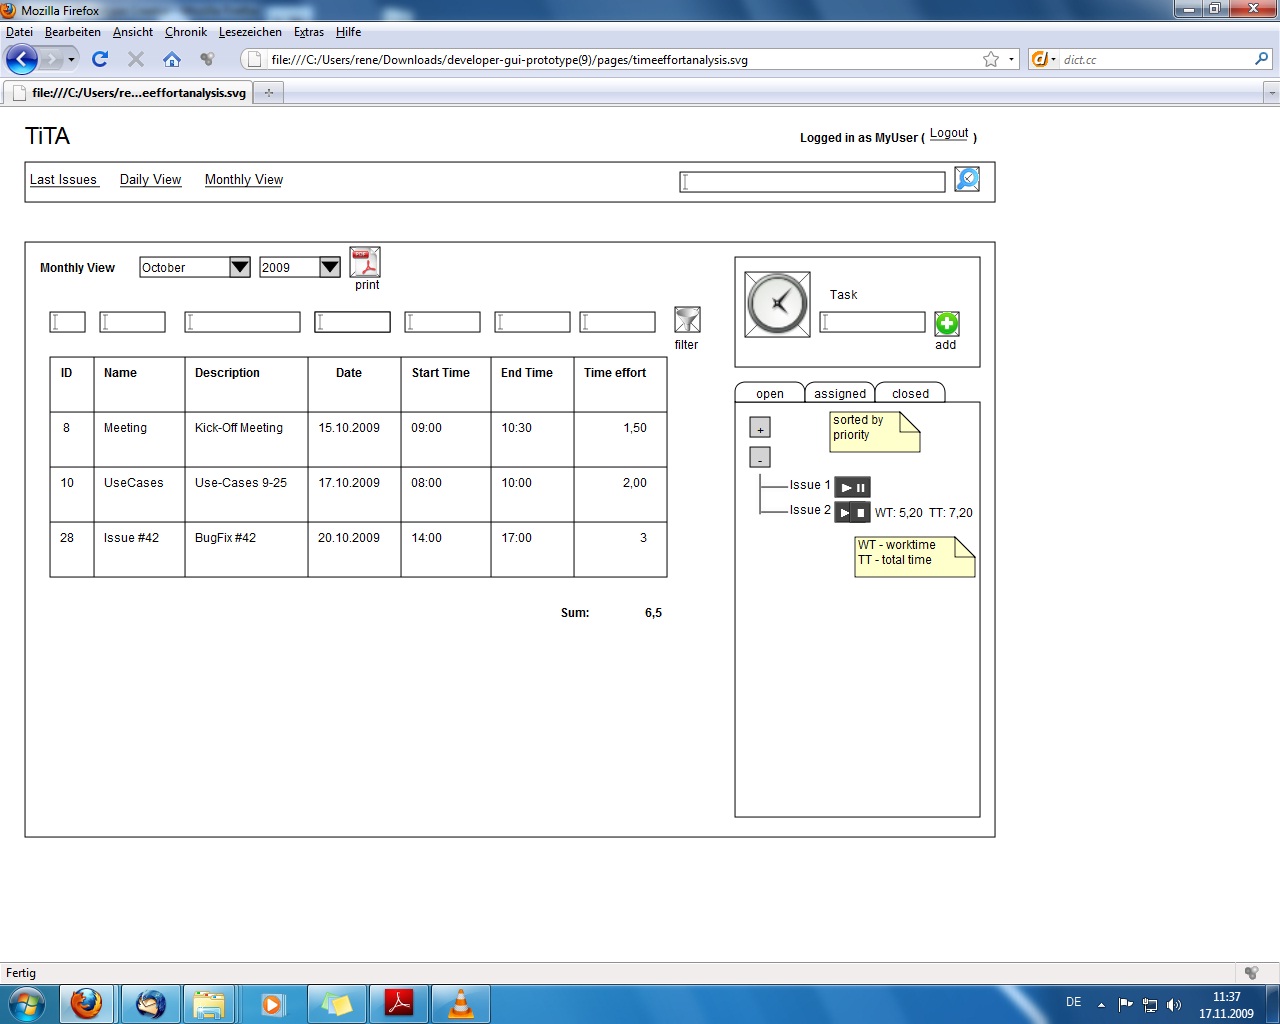 Mozilla Firefox
Datei Bearbeiten Ansicht Chronik Lesezeichen Extras Hilfe
file:///C:/Users/rene/Downloads/developer-gui-prototype(9)/pages/timeeffortanalysis.svg
dict.cc
file:///C:/Users/re...eeffortanalysis.svg
TiTA
Logged in as MyUser ( Logout )
Last Issues Daily View Monthly View
Monthly View October 2009
print
Task
filter
add
ID Name Description Date Start Time End Time Time effort
8 Meeting Kick-Off Meeting 15.10.2009 09:00 10:30 1,50
10 UseCases Use-Cases 9-25 17.10.2009 08:00 10:00 2,00
28 Issue #42 BugFix #42 20.10.2009 14:00 17:00 3
Sum: 6,5
open assigned closed
+
sorted by
priority
-
Issue 1
Issue 2 WT: 5,20 TT: 7,20
WT - worktime
TT - total time
Fertig
DE
11:37
17.11.2009